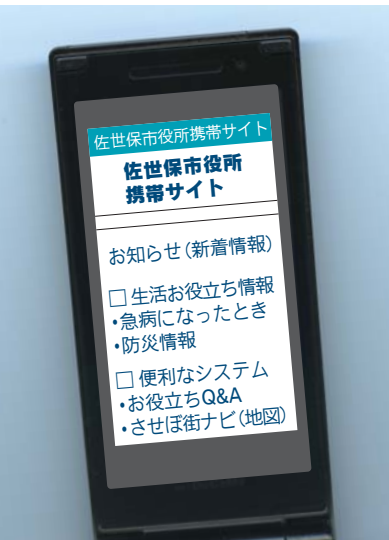 佐世保市役所携帯サイト
佐世保市役所
携帯サイト
お知らせ（新着情報）
□ 生活お役立ち情報
・急病になったとき
・防災情報
□ 便利なシステム
・お役立ちQ&A
・させぼ街ナビ（地図）